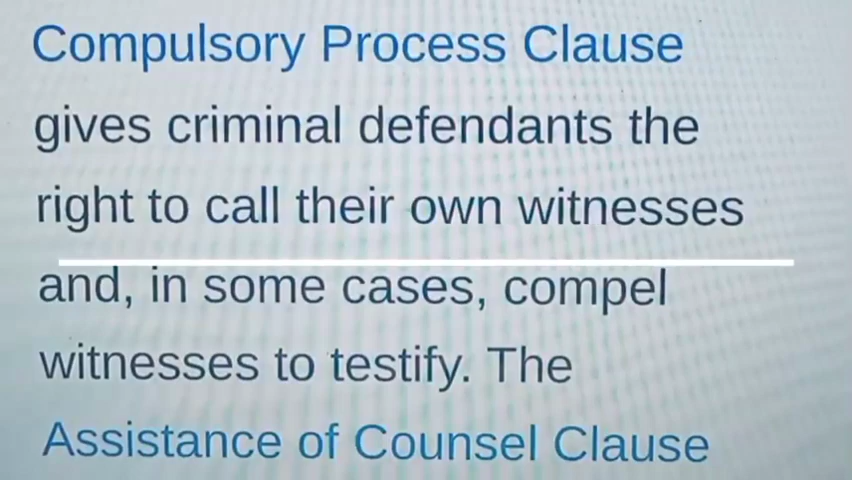 Compulsory Process Clause
gives criminal defendants the
right to call their own witnesses
and, in some cases, compel
witnesses to testify. The
Assistance of Counsel Clause